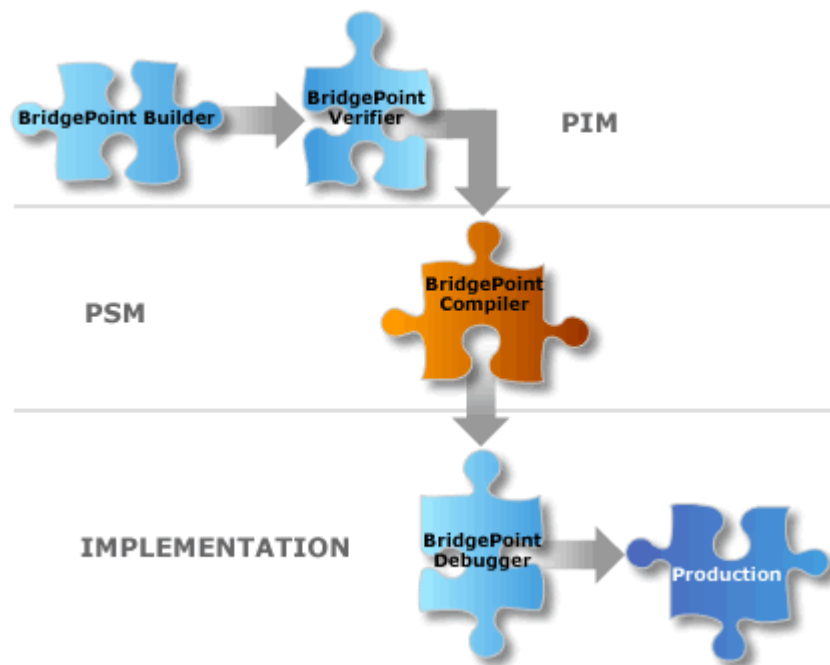 BridgePoint Builder
BridgePoint
Verifier
PIM
PSM
BridgePoint
Compiler
IMPLEMENTATION
BridgePoint
Debugger
Production